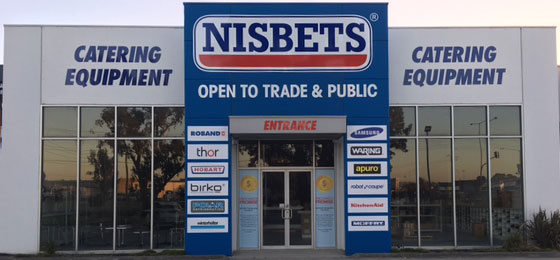 NISBETS®
CATERING
EQUIPMENT
OPEN TO TRADE & PUBLIC
CATERING
EQUIPMENT
ENTRANCE
ROBAND
thor
HOBART
birko
POLAR
SAMSUNG
WARING
apuro
robot coupe
KitchenAid
MOFFAT